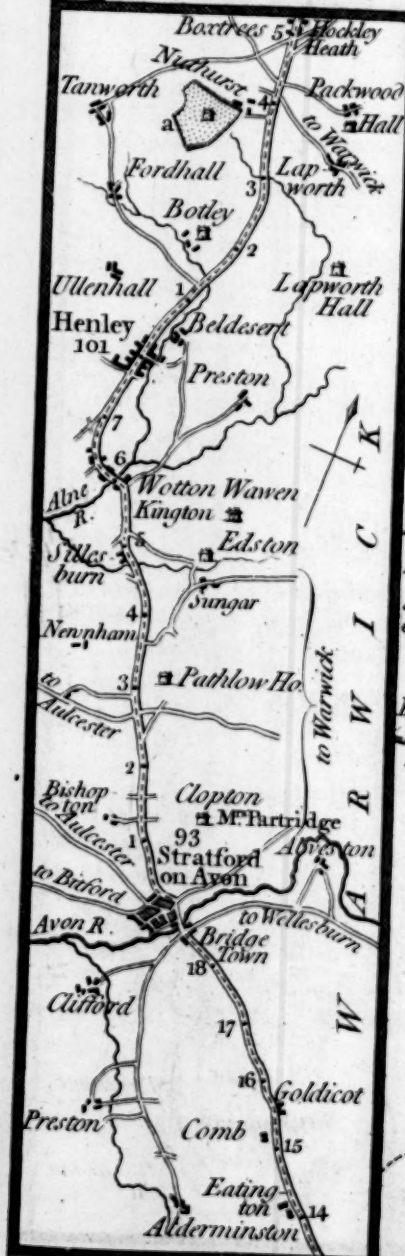 Boxtrees 5 Hockley
Heath
Nuthurst
Tanworth
4 Packwood
Hall
a
to Warwick
Fordhall
3 Lap
worth
Botley
2
Ullenhall
1
Lapworth
Hall
Henley
101
Beldesert
Preston
7
6
Alne
R.
Wotton Wawen
Kington
5
Silles
burn
Edston
Sungar
4
Newnham
to Warwick
3
Pathlow Ho.
to
Aulcester
2
Bishop
ton
Clopton
Mr. Partridge
to Aulcester
1
93
Stratford
on Avon
Alveston
to Bitford
Avon R.
to Wellesburn
Bridge
Town
18
Clifford
17
16
Goldicot
Preston
Comb
15
Eating
ton
14
Alderminston
W A R W I C K